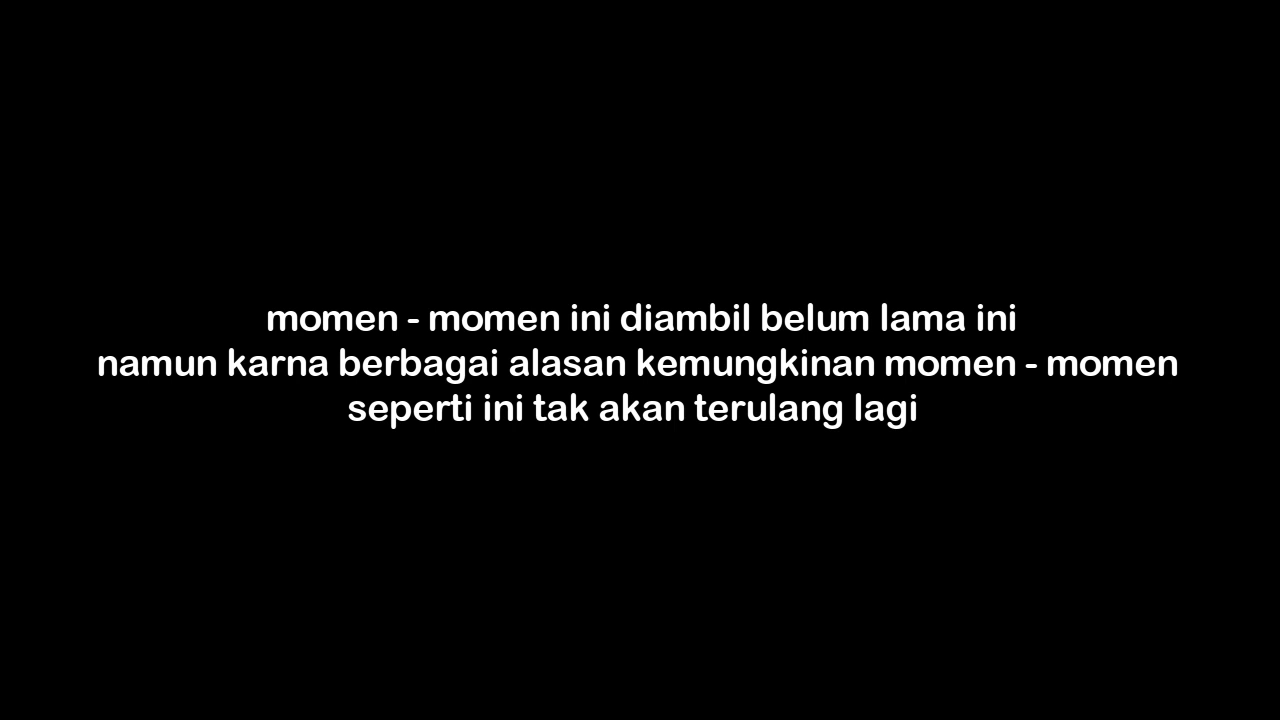 momen - momen ini diambil belum lama ini
namun karna berbagai alasan kemungkinan momen - momen
seperti ini tak akan terulang lagi